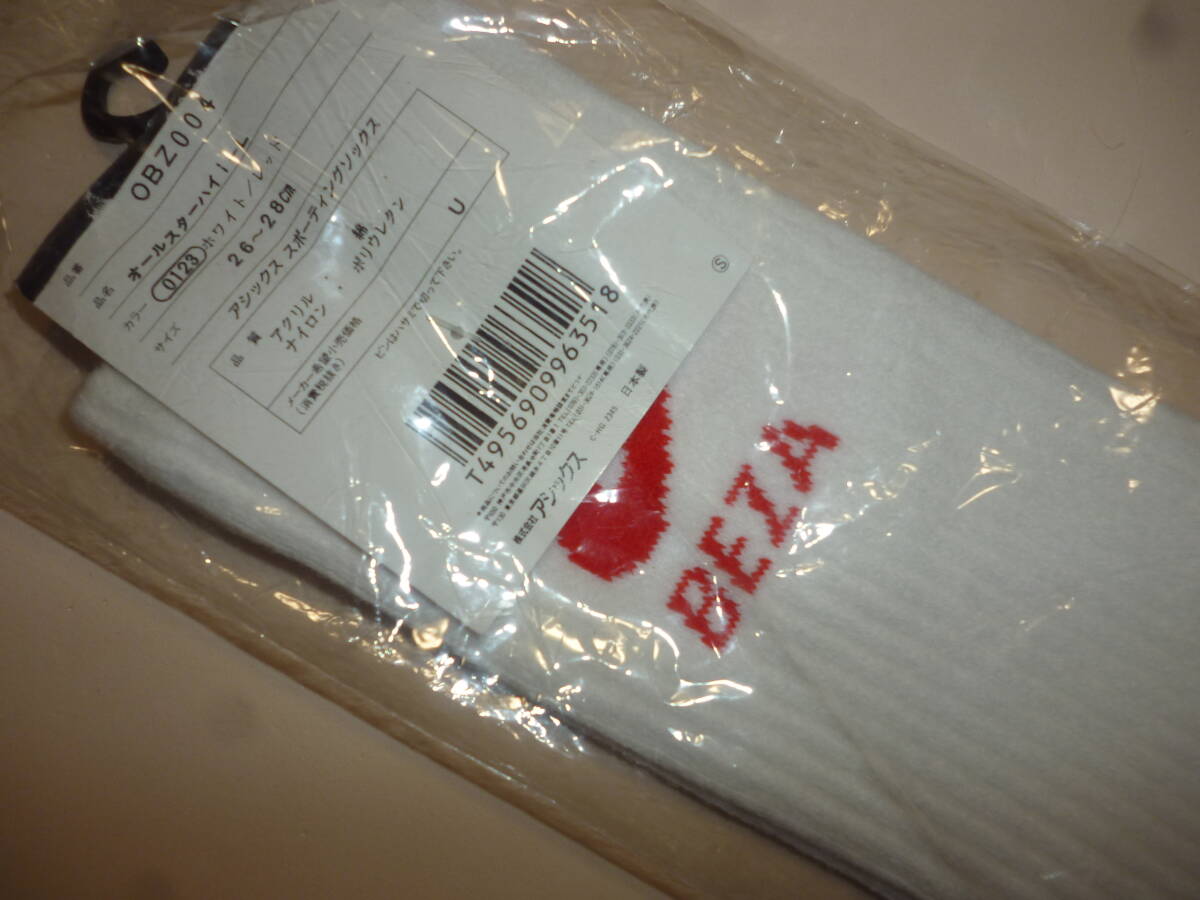 品番 OBZ004
品名 オールスターハイ
カラー 0123 ホワイト/レッド
サイズ 26~28cm
アシックス スポーティングソックス
品質 アクリル・綿
ナイロン・ポリウレタン
メーカー希望小売価格
(消費税抜き)
U
ピンはハサミで切って下さい。
T4956909963518
株式会社 アシックス
C-HG 2345
日本製
S
BEZA